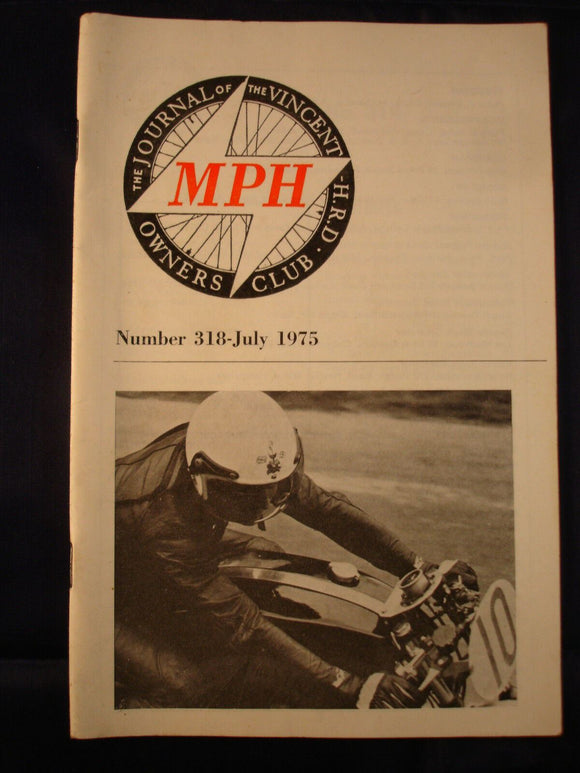 THE JOURNAL OF THE VINCENT-H.R.D.
OWNERS CLUB.
MPH
Number 318-July 1975
10